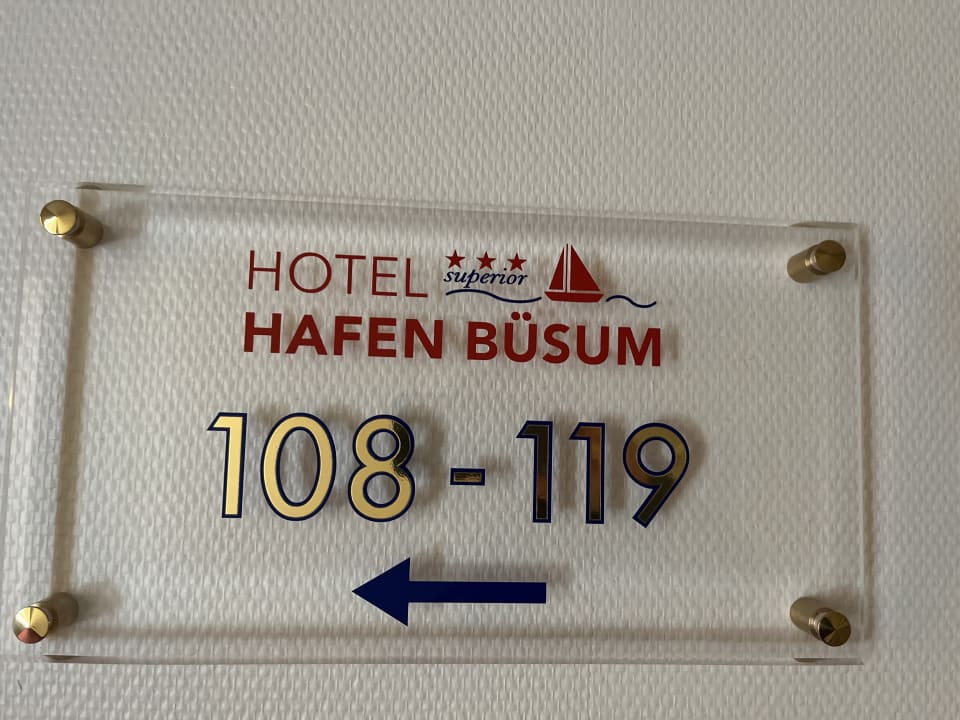 HOTEL superior
HAFEN BÜSUM
108 - 119